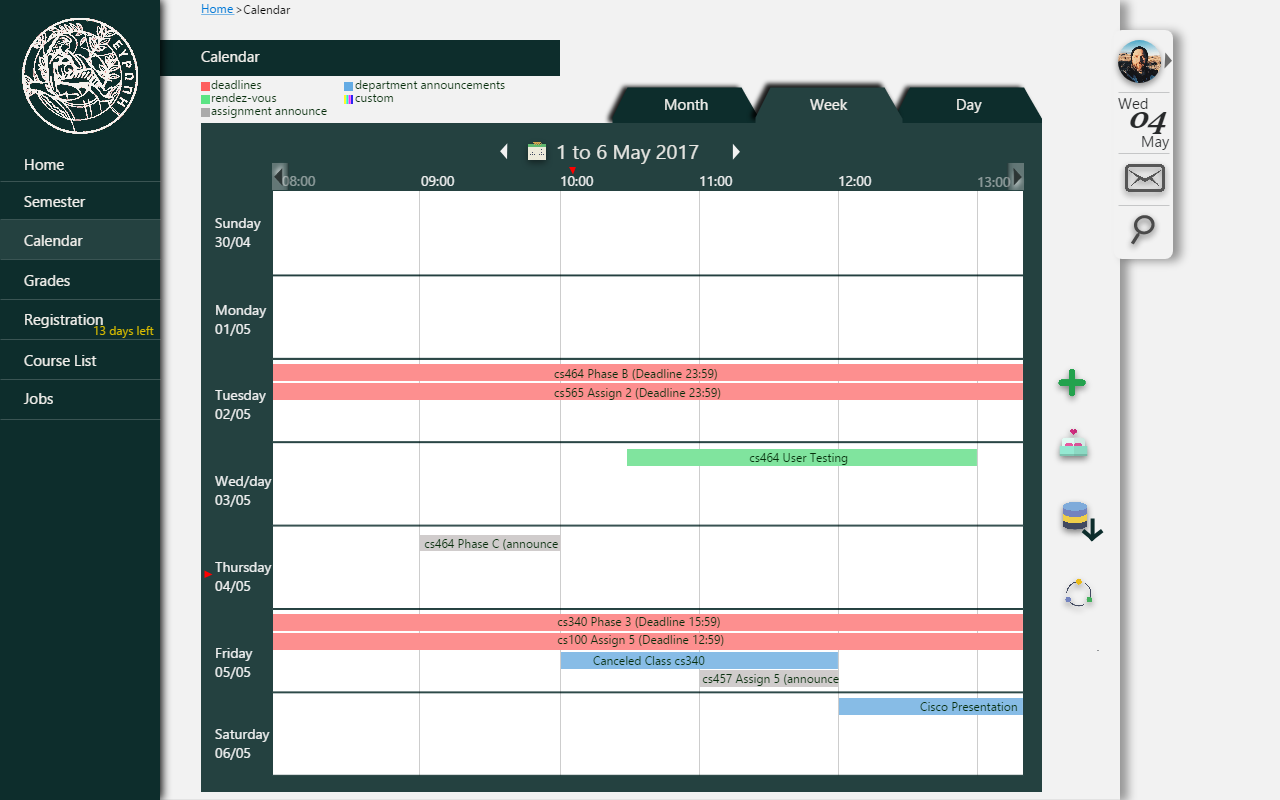 Home >Calendar
Calendar
deadlines
department announcements
rendez-vous
custom
assignment announce
Month
Week
Day
ΕΥΡΩΠΗ
Home
Semester
Calendar
Grades
Registration
13 days left
Course List
Jobs
1 to 6 May 2017
08:00
09:00
10:00
11:00
12:00
13:00
Sunday
30/04
Monday
01/05
cs464 Phase B (Deadline 23:59)
cs565 Assign 2 (Deadline 23:59)
Tuesday
02/05
cs464 User Testing
Wed/day
03/05
cs464 Phase C (announce
Thursday
04/05
cs340 Phase 3 (Deadline 15:59)
cs100 Assign 5 (Deadline 12:59)
Canceled Class cs340
cs457 Assign 5 (announce
Friday
05/05
Cisco Presentation
Saturday
06/05
Wed
04
May